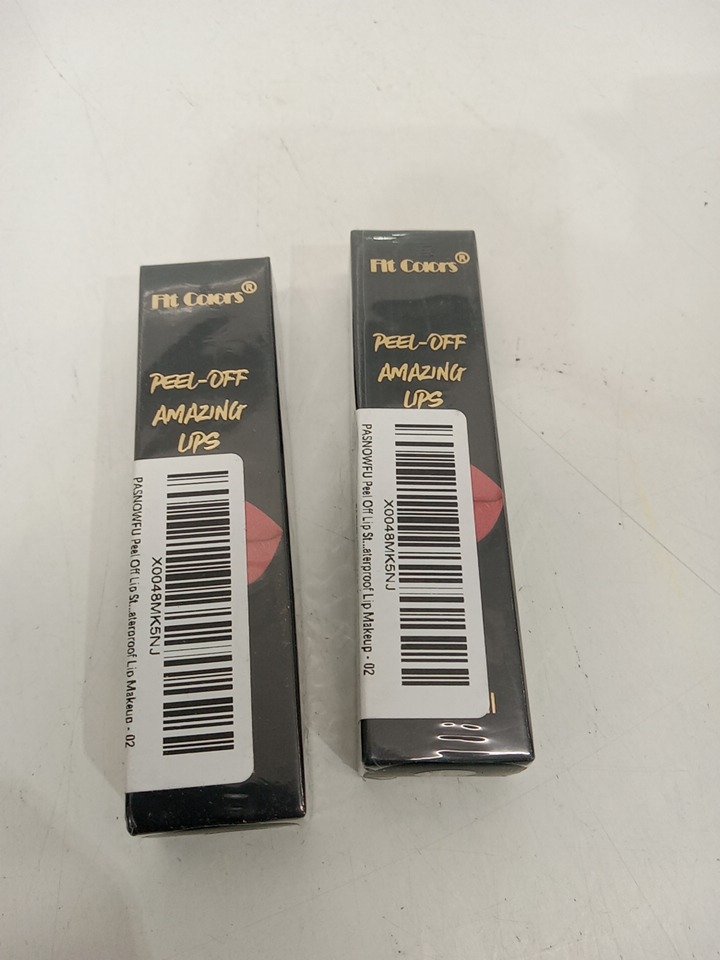 Fit Colors®
PEEL-OFF
AMAZING
LIPS
PASNOWFU Peel Off Lip St...aterproof Lip Makeup - 02
X0048MK5NJ
Fit Colors®
PEEL-OFF
AMAZING
LIPS
PASNOWFU Peel Off Lip St...aterproof Lip Makeup - 02
X0048MK5NJ